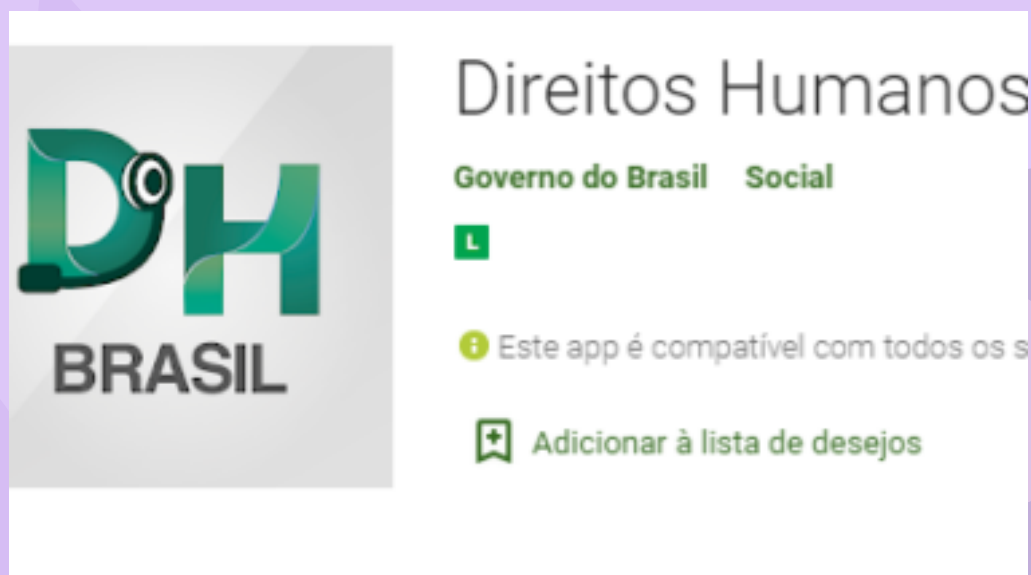 Direitos Humanos
Governo do Brasil Social
L
Este app é compatível com todos os
Adicionar à lista de desejos
DH
BRASIL